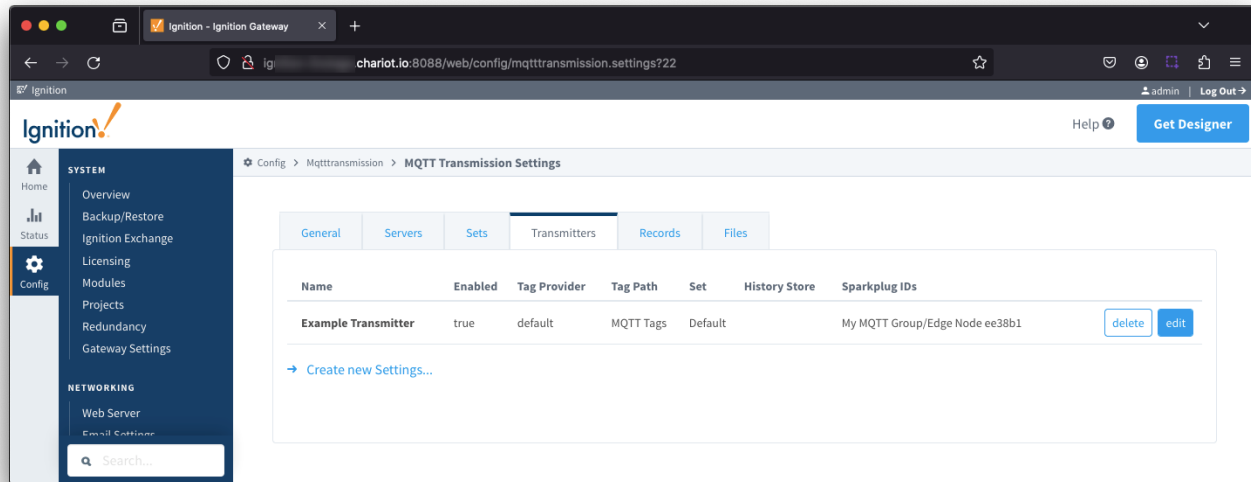 Ignition - Ignition Gateway
ig chariot.io:8088/web/config/mqtttransmission.settings?22
Ignition
admin | Log Out
Ignition!
Help
Get Designer
Home
Status
Config
SYSTEM
Overview
Backup/Restore
Ignition Exchange
Licensing
Modules
Projects
Redundancy
Gateway Settings
NETWORKING
Web Server
Email Settings
Search...
Config > Mqtttransmission > MQTT Transmission Settings
General Servers Sets Transmitters Records Files
Name Enabled Tag Provider Tag Path Set History Store Sparkplug IDs
Example Transmitter true default MQTT Tags Default My MQTT Group/Edge Node ee38b1 delete edit
Create new Settings...